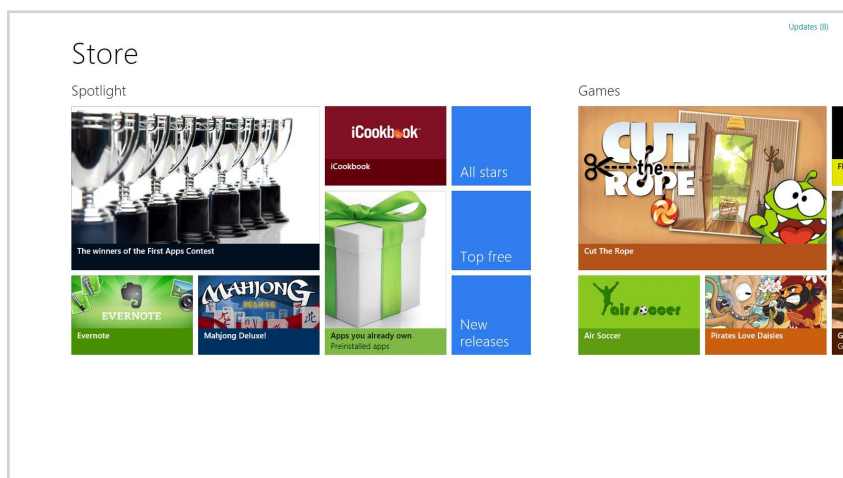 Updates (8)
Store
Spotlight
The winners of the First Apps Contest
iCookbook
iCookbook
All stars
Top free
New
releases
EVERNOTE
Evernote
MAHJONG
DELUXE
Mahjong Deluxe!
Apps you already own
Preinstalled apps
Games
CUT
the
ROPE
Cut The Rope
air soccer
Air Soccer
Pirates Love Daisies